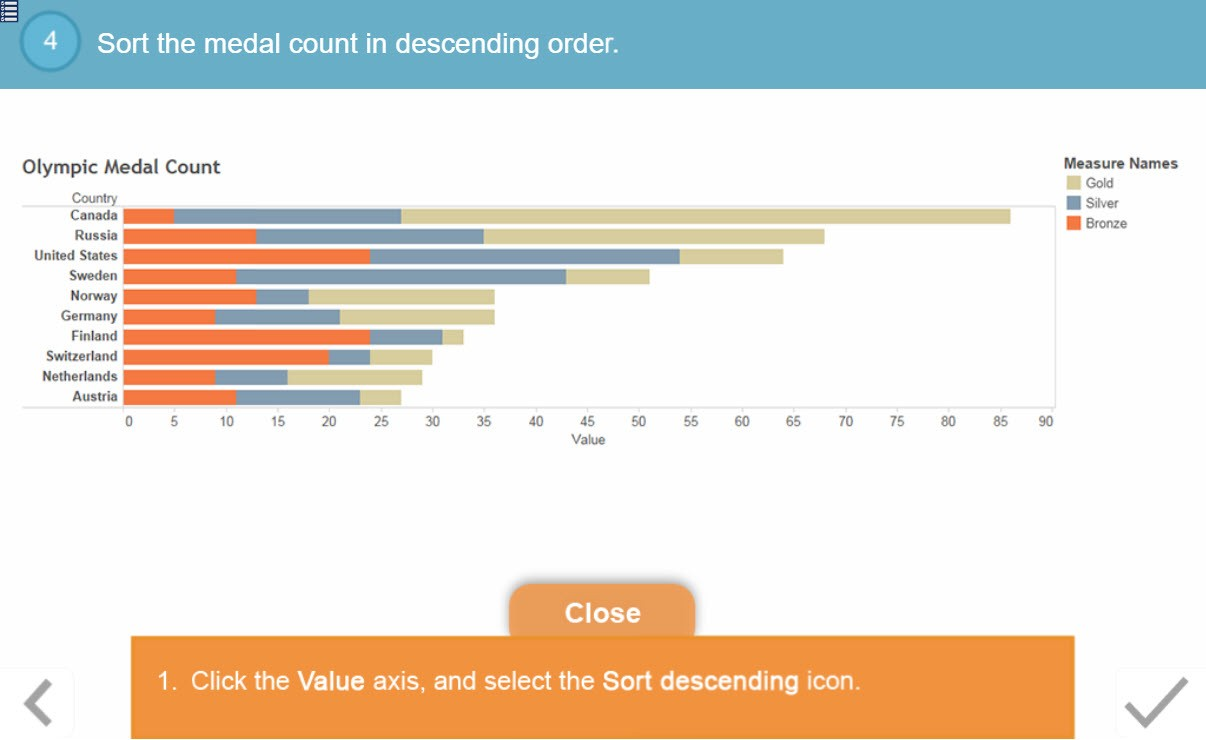 4 Sort the medal count in descending order.
Olympic Medal Count
Measure Names
Gold
Silver
Bronze
Country
Canada
Russia
United States
Sweden
Norway
Germany
Finland
Switzerland
Netherlands
Austria
0 5 10 15 20 25 30 35 40 45 50 55 60 65 70 75 80 85 90
Value
Close
1. Click the Value axis, and select the Sort descending icon.